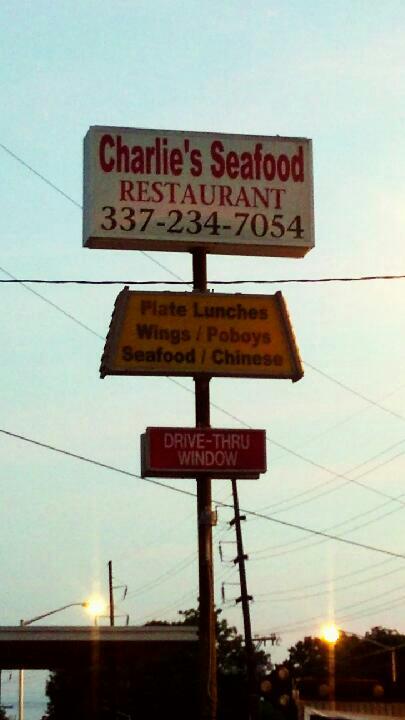 Charlie's Seafood
RESTAURANT
337-234-7054
Plate Lunches
Wings / Poboys
Seafood / Chinese
DRIVE-THRU
WINDOW